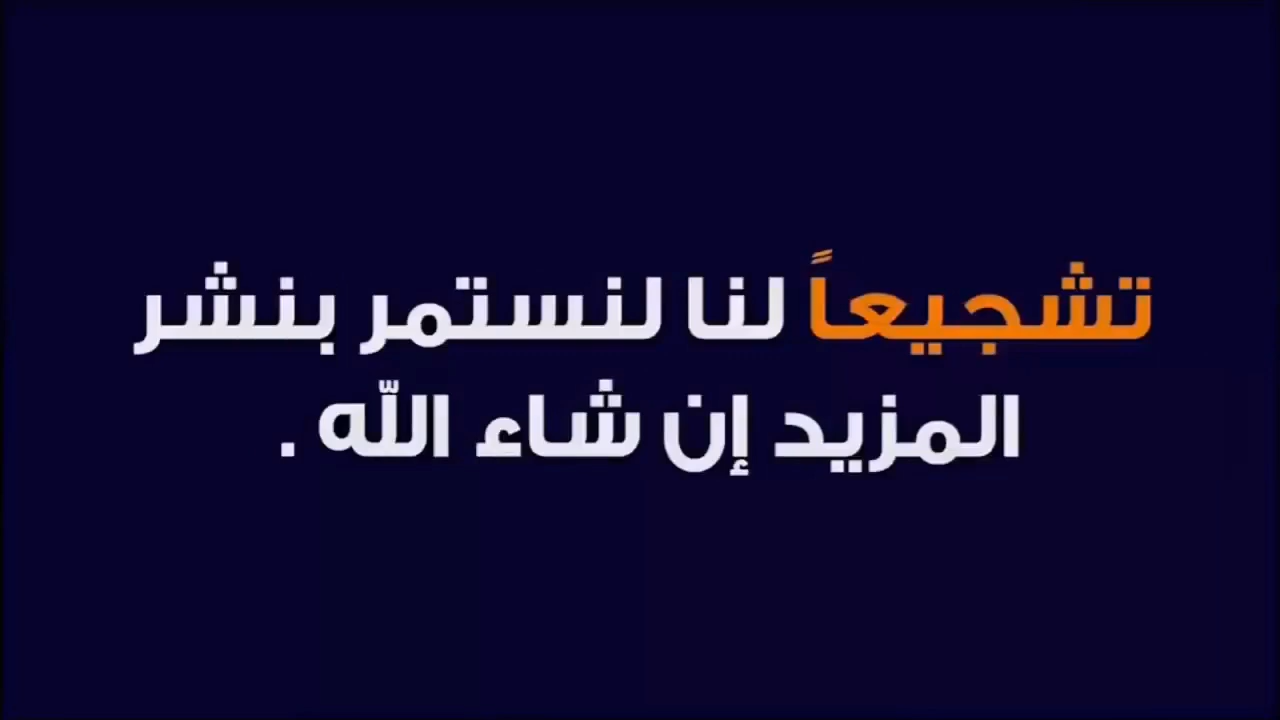 تشجيعاً لنا لنستمر بنشر
المزيد إن شاء اللّه .